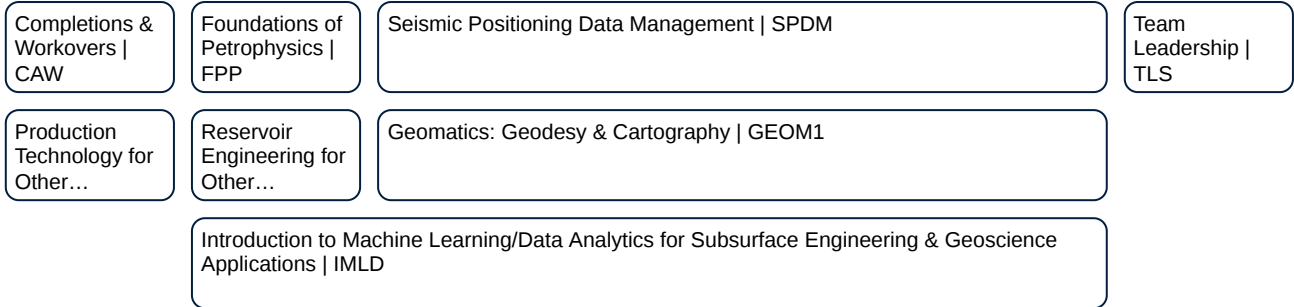 Completions &
Workovers |
CAW
Foundations of
Petrophysics |
FPP
Seismic Positioning Data Management | SPDM
Team
Leadership |
TLS
Production
Technology for
Other…
Reservoir
Engineering for
Other…
Geomatics: Geodesy & Cartography | GEOM1
Introduction to Machine Learning/Data Analytics for Subsurface Engineering & Geoscience
Applications | IMLD